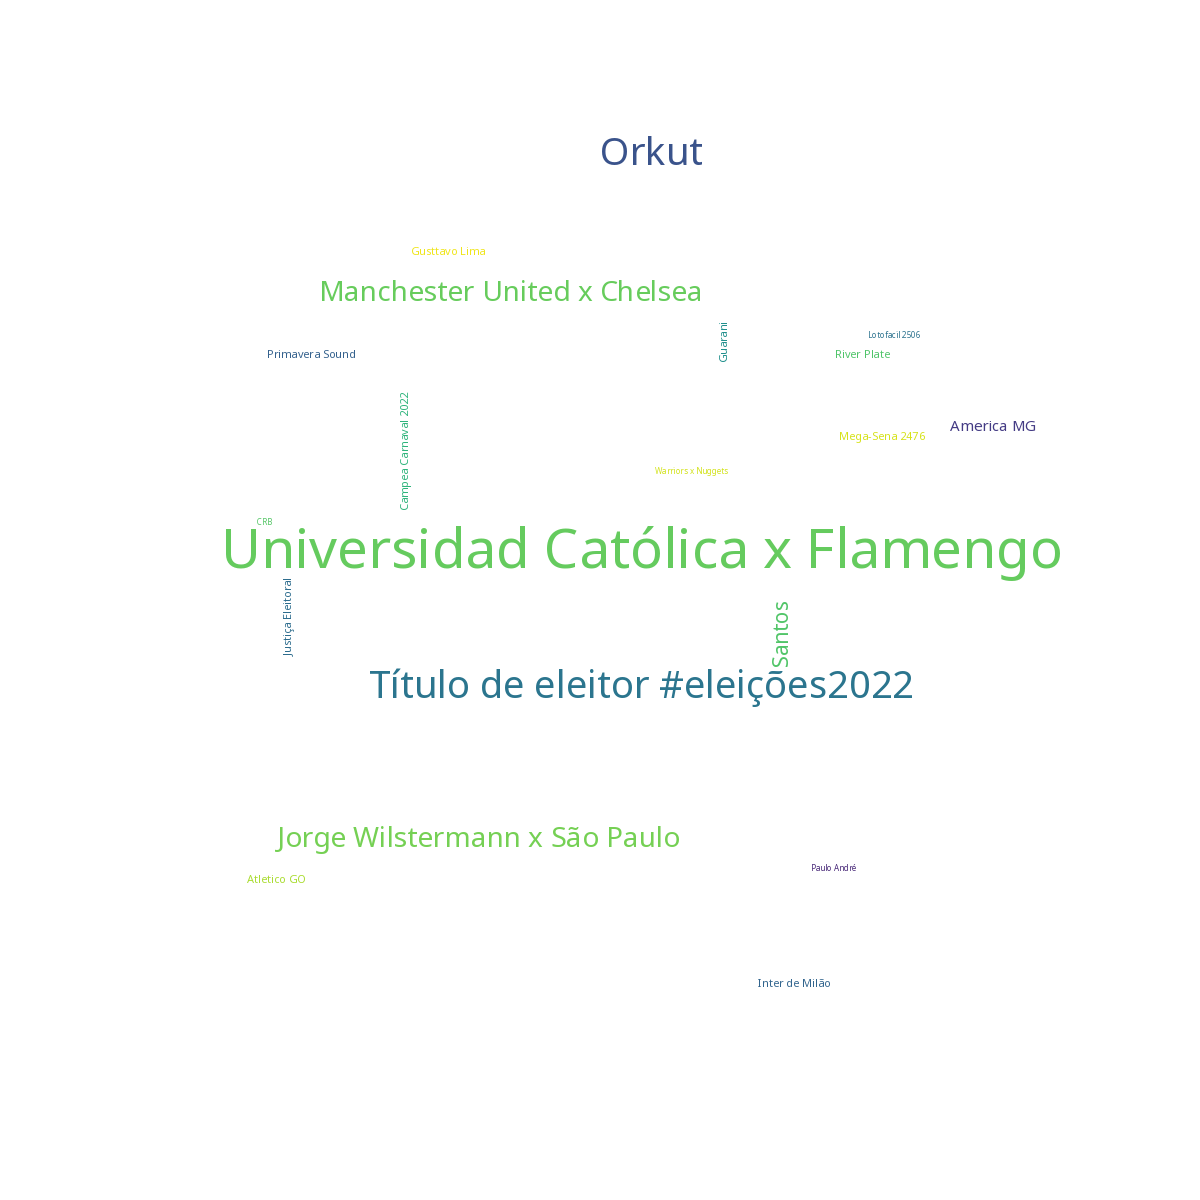 Orkut
Gusttavo Lima
Manchester United x Chelsea
Guarani
Lotofacil 2506
Primavera Sound
River Plate
Campea Carnaval 2022
America MG
Mega-Sena 2476
Warriors x Nuggets
CRB
Universidad Católica x Flamengo
Justiça Eleitoral
Santos
Título de eleitor #eleições2022
Jorge Wilstermann x São Paulo
Paulo André
Atletico GO
Inter de Milão